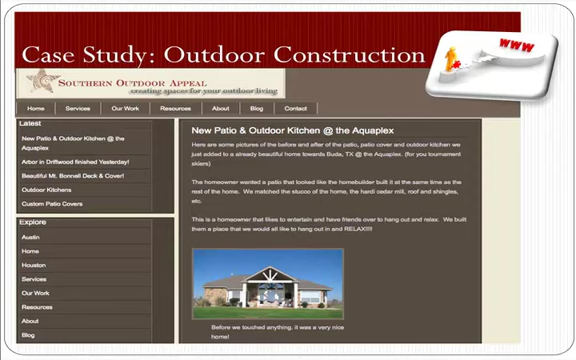 Case Study: Outdoor Construction
www
Southern Outdoor Appeal
creating spaces for your outdoor living
Home Services Our Work Resources About Blog Contact
Latest
New Patio & Outdoor Kitchen @ the
Aquaplex
Arbor in Driftwood finished Yesterday!
Beautiful Mt. Bonnell Deck & Cover!
Outdoor Kitchens
Custom Patio Covers
Explore
Austin
Home
Houston
Services
Our Work
Resources
About
Blog
New Patio & Outdoor Kitchen @ the Aquaplex
Here are some pictures of the before and after of the patio, patio cover and outdoor kitchen we
just added to a already beautiful home towards Buda, TX @ the Aquaplex. (for you tournament
skiers)
The homeowner wanted a patio that looked like the homebuilder built it at the same time as the
rest of the home. We matched the stucco of the home, the hardi cedar mill, roof and shingles,
etc.
This is a homeowner that likes to entertain and have friends over to hang out and relax. We built
them a place that we would all like to hang out in and RELAX!!!!
Before we touched anything, it was a very nice
home!